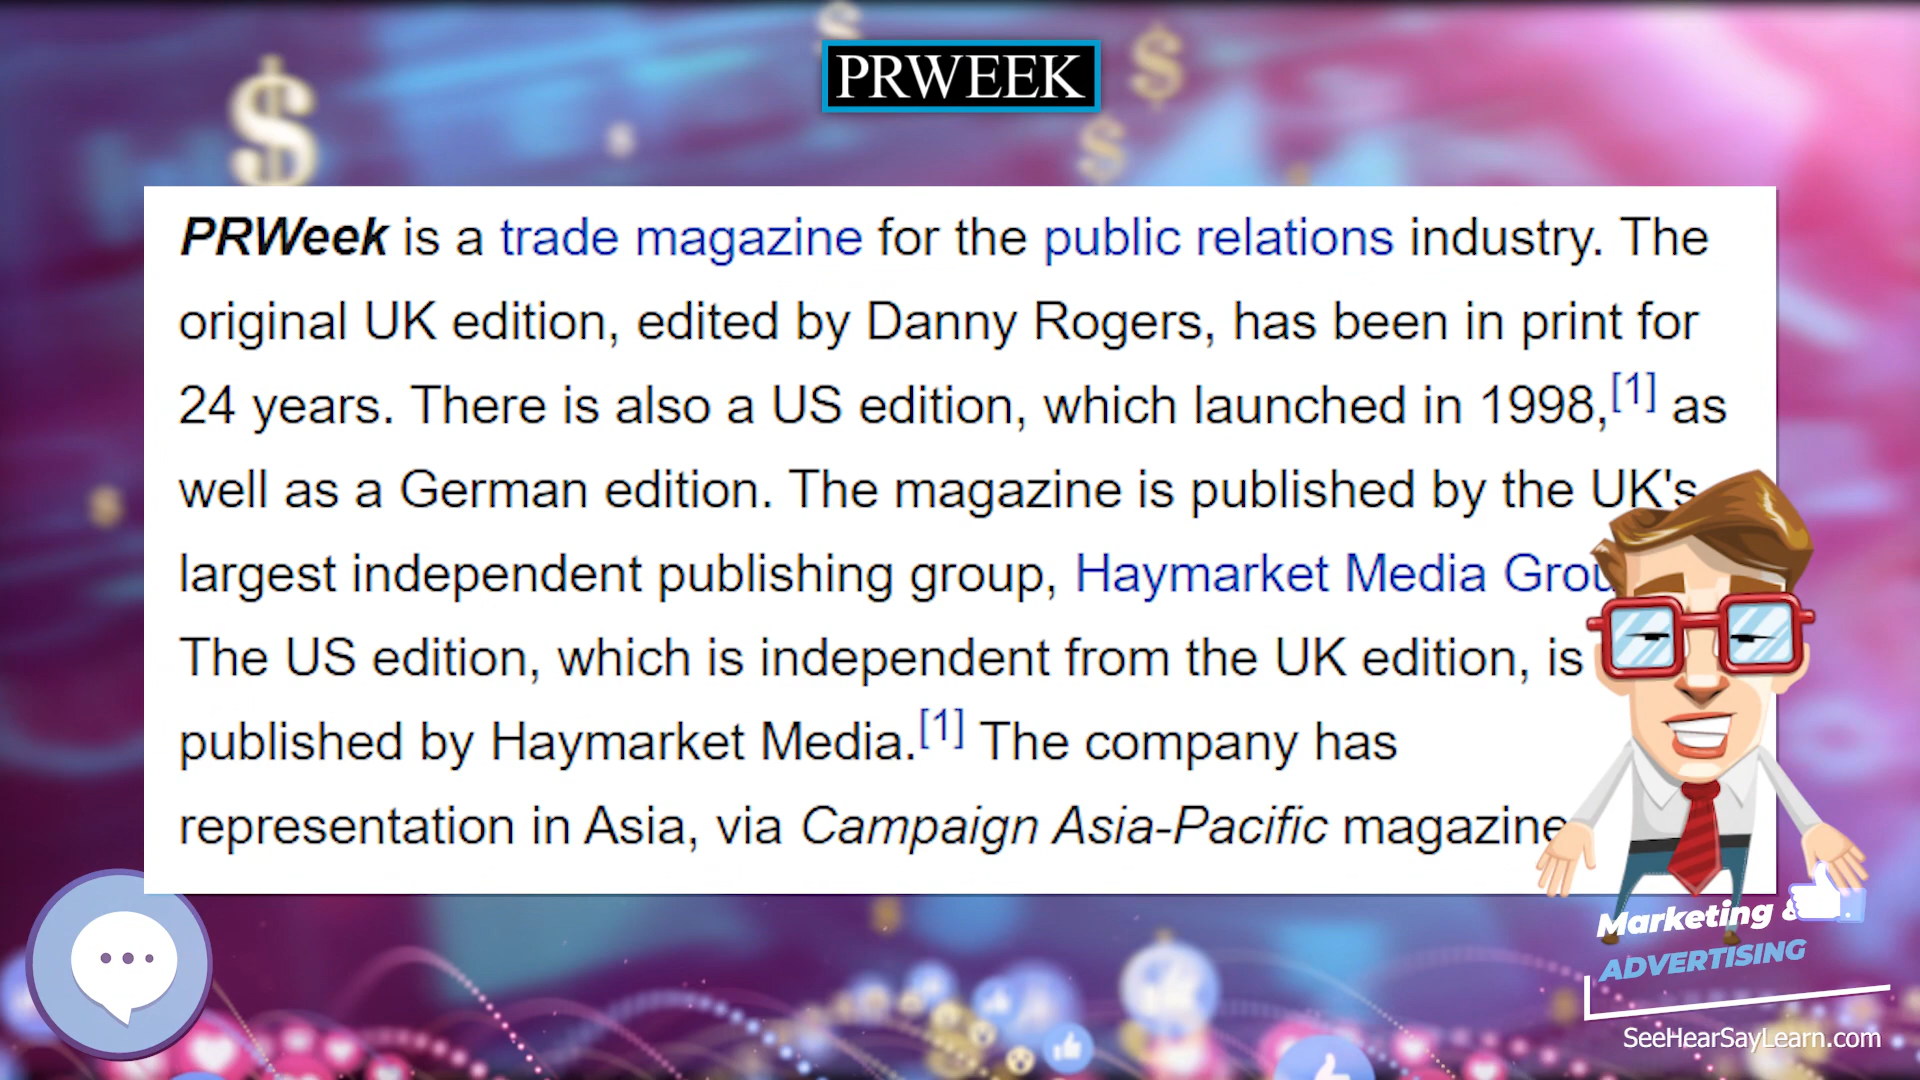 PRWEEK
PRWeek is a trade magazine for the public relations industry. The
original UK edition, edited by Danny Rogers, has been in print for
24 years. There is also a US edition, which launched in 1998,[1] as
well as a German edition. The magazine is published by the UK's
largest independent publishing group, Haymarket Media Grou
The US edition, which is independent from the UK edition, is
published by Haymarket Media.[1] The company has
representation in Asia, via Campaign Asia-Pacific magazine
Marketing &
ADVERTISING
SeeHearSayLearn.com